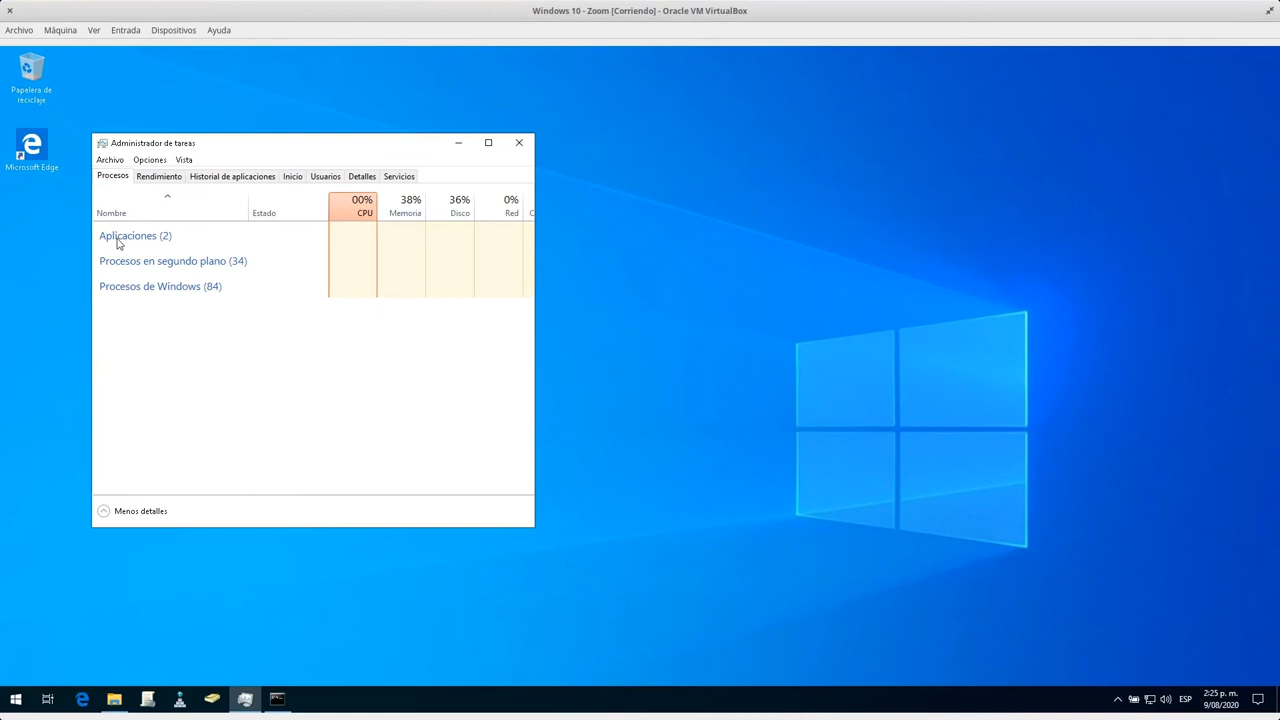 Windows 10 - Zoom [Corriendo] - Oracle VM VirtualBox
Archivo Máquina Ver Entrada Dispositivos Ayuda
Papelera de
reciclaje
Microsoft Edge
Administrador de tareas
Archivo Opciones Vista
Procesos Rendimiento Historial de aplicaciones Inicio Usuarios Detalles Servicios
00% 38% 36% 0%
Nombre Estado CPU Memoria Disco Red C
Aplicaciones (2)
Procesos en segundo plano (34)
Procesos de Windows (84)
Menos detalles
ESP
2:25 p. m.
9/08/2020